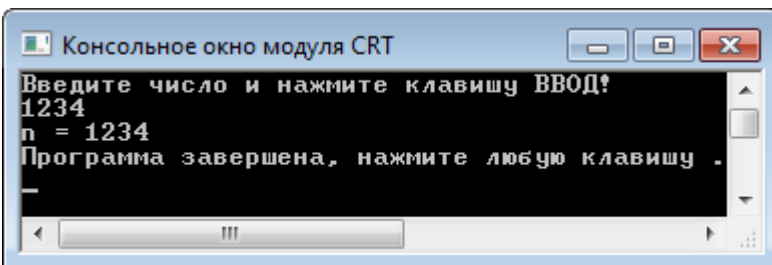 Консольное окно модуля CRT
Введите число и нажмите клавишу ВВОД!
1234
n = 1234
Программа завершена, нажмите любую клавишу .